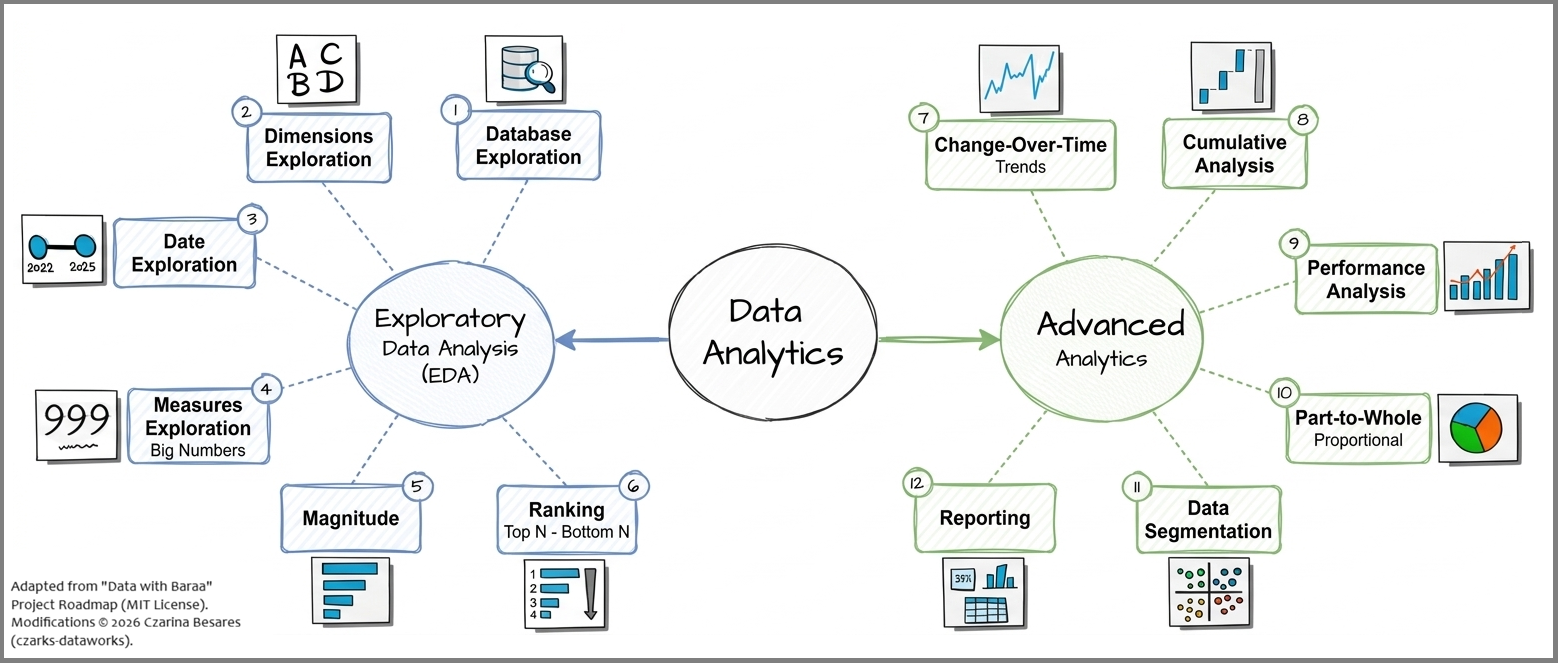 Data
Analytics
Exploratory
Data Analysis
(EDA)
1
Database
Exploration
A C
B D
2
Dimensions
Exploration
3
Date
Exploration
2022 2025
4
Measures
Exploration
Big Numbers
999
5
Magnitude
6
Ranking
Top N - Bottom N
1
2
3
4
Advanced
Analytics
7
Change-Over-Time
Trends
8
Cumulative
Analysis
9
Performance
Analysis
10
Part-to-Whole
Proportional
11
Data
Segmentation
12
Reporting
39%
Adapted from "Data with Baraa"
Project Roadmap (MIT License).
Modifications © 2026 Czarina Besares
(czarks-dataworks).